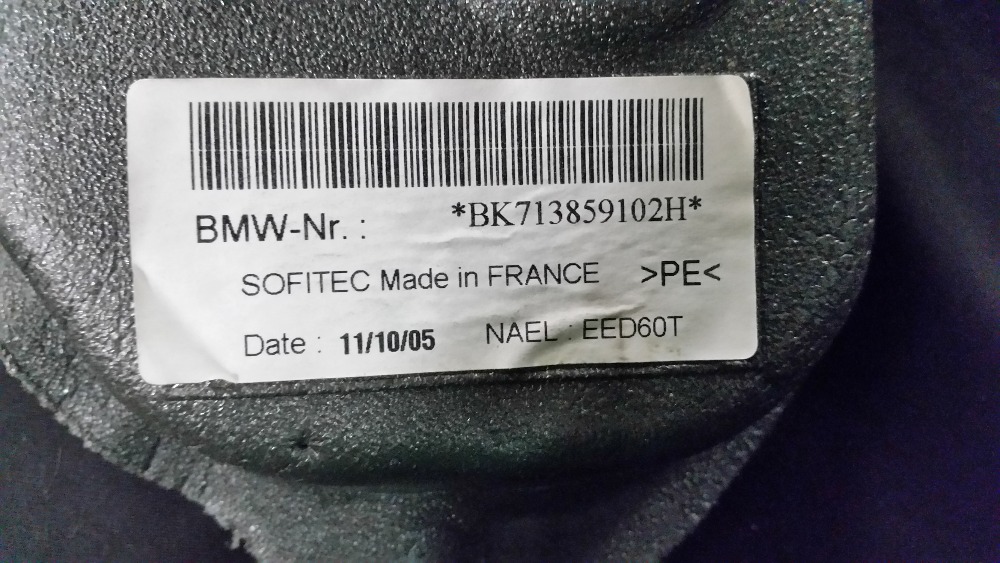 BMW-Nr. : *BK713859102H*
SOFITEC Made in FRANCE >PE<
Date : 11/10/05 NAEL : EED60T